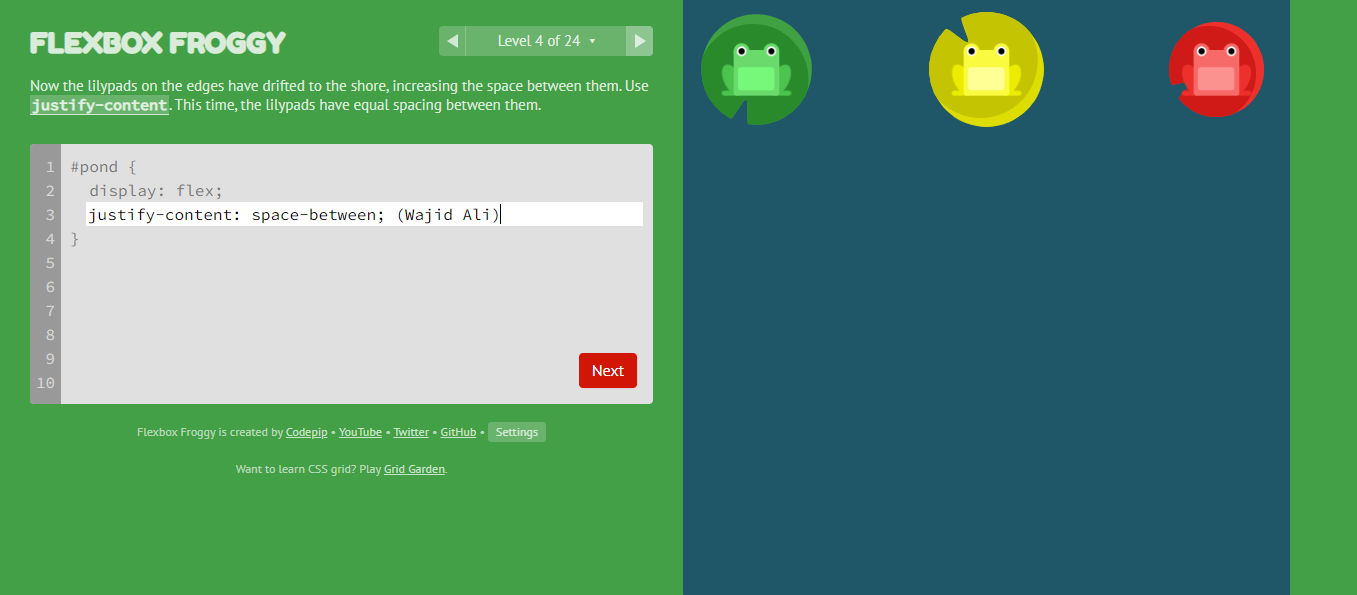 FLEXBOX FROGGY
Level 4 of 24
Now the lilypads on the edges have drifted to the shore, increasing the space between them. Use
justify-content. This time, the lilypads have equal spacing between them.
1 #pond {
2 display: flex;
3 justify-content: space-between; (Wajid Ali)
4 }
5
6
7
8
9
10
Next
Flexbox Froggy is created by Codepip • YouTube • Twitter • GitHub • Settings
Want to learn CSS grid? Play Grid Garden.